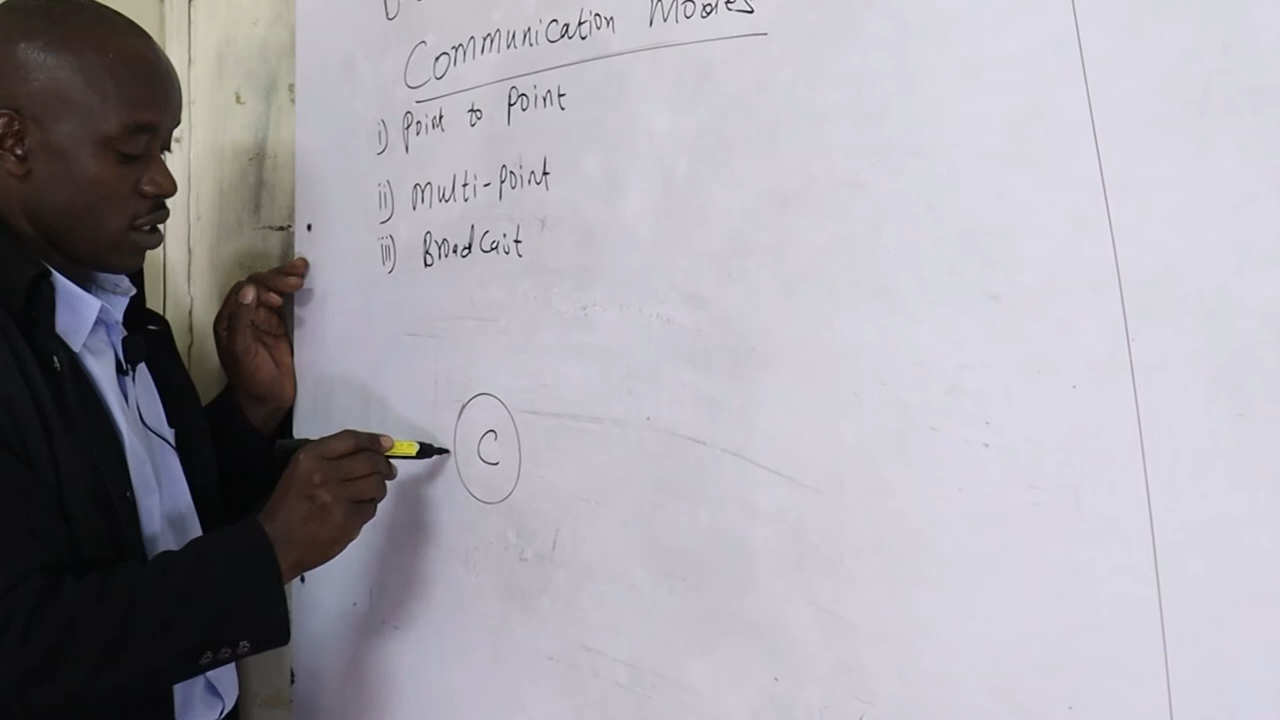 Communication Modes
i) Point to Point
ii) Multi-Point
iii) Broadcast
C